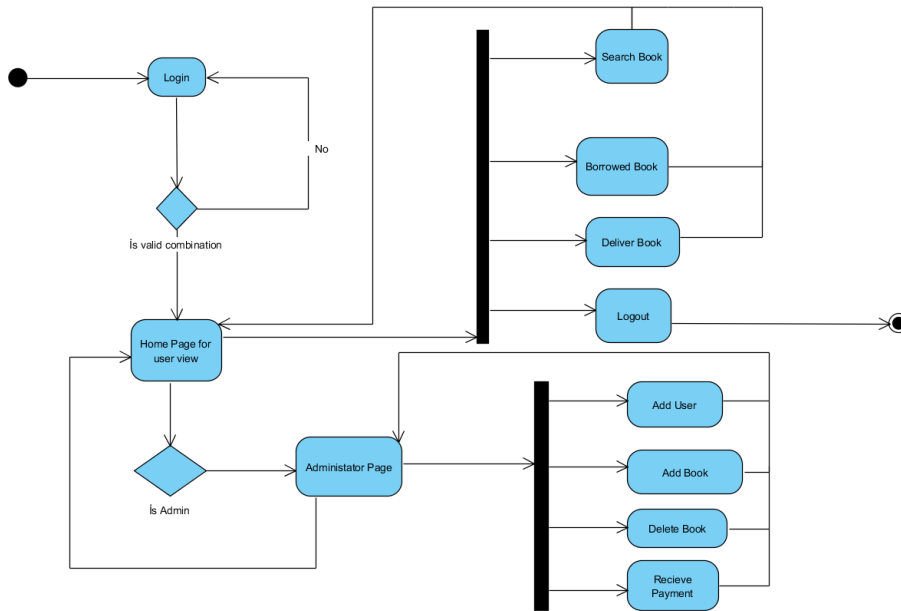 Search Book
Login
No
Borrowed Book
Deliver Book
İs valid combination
Logout
Home Page for
user view
Add User
Administator Page
Add Book
İs Admin
Delete Book
Recieve
Payment